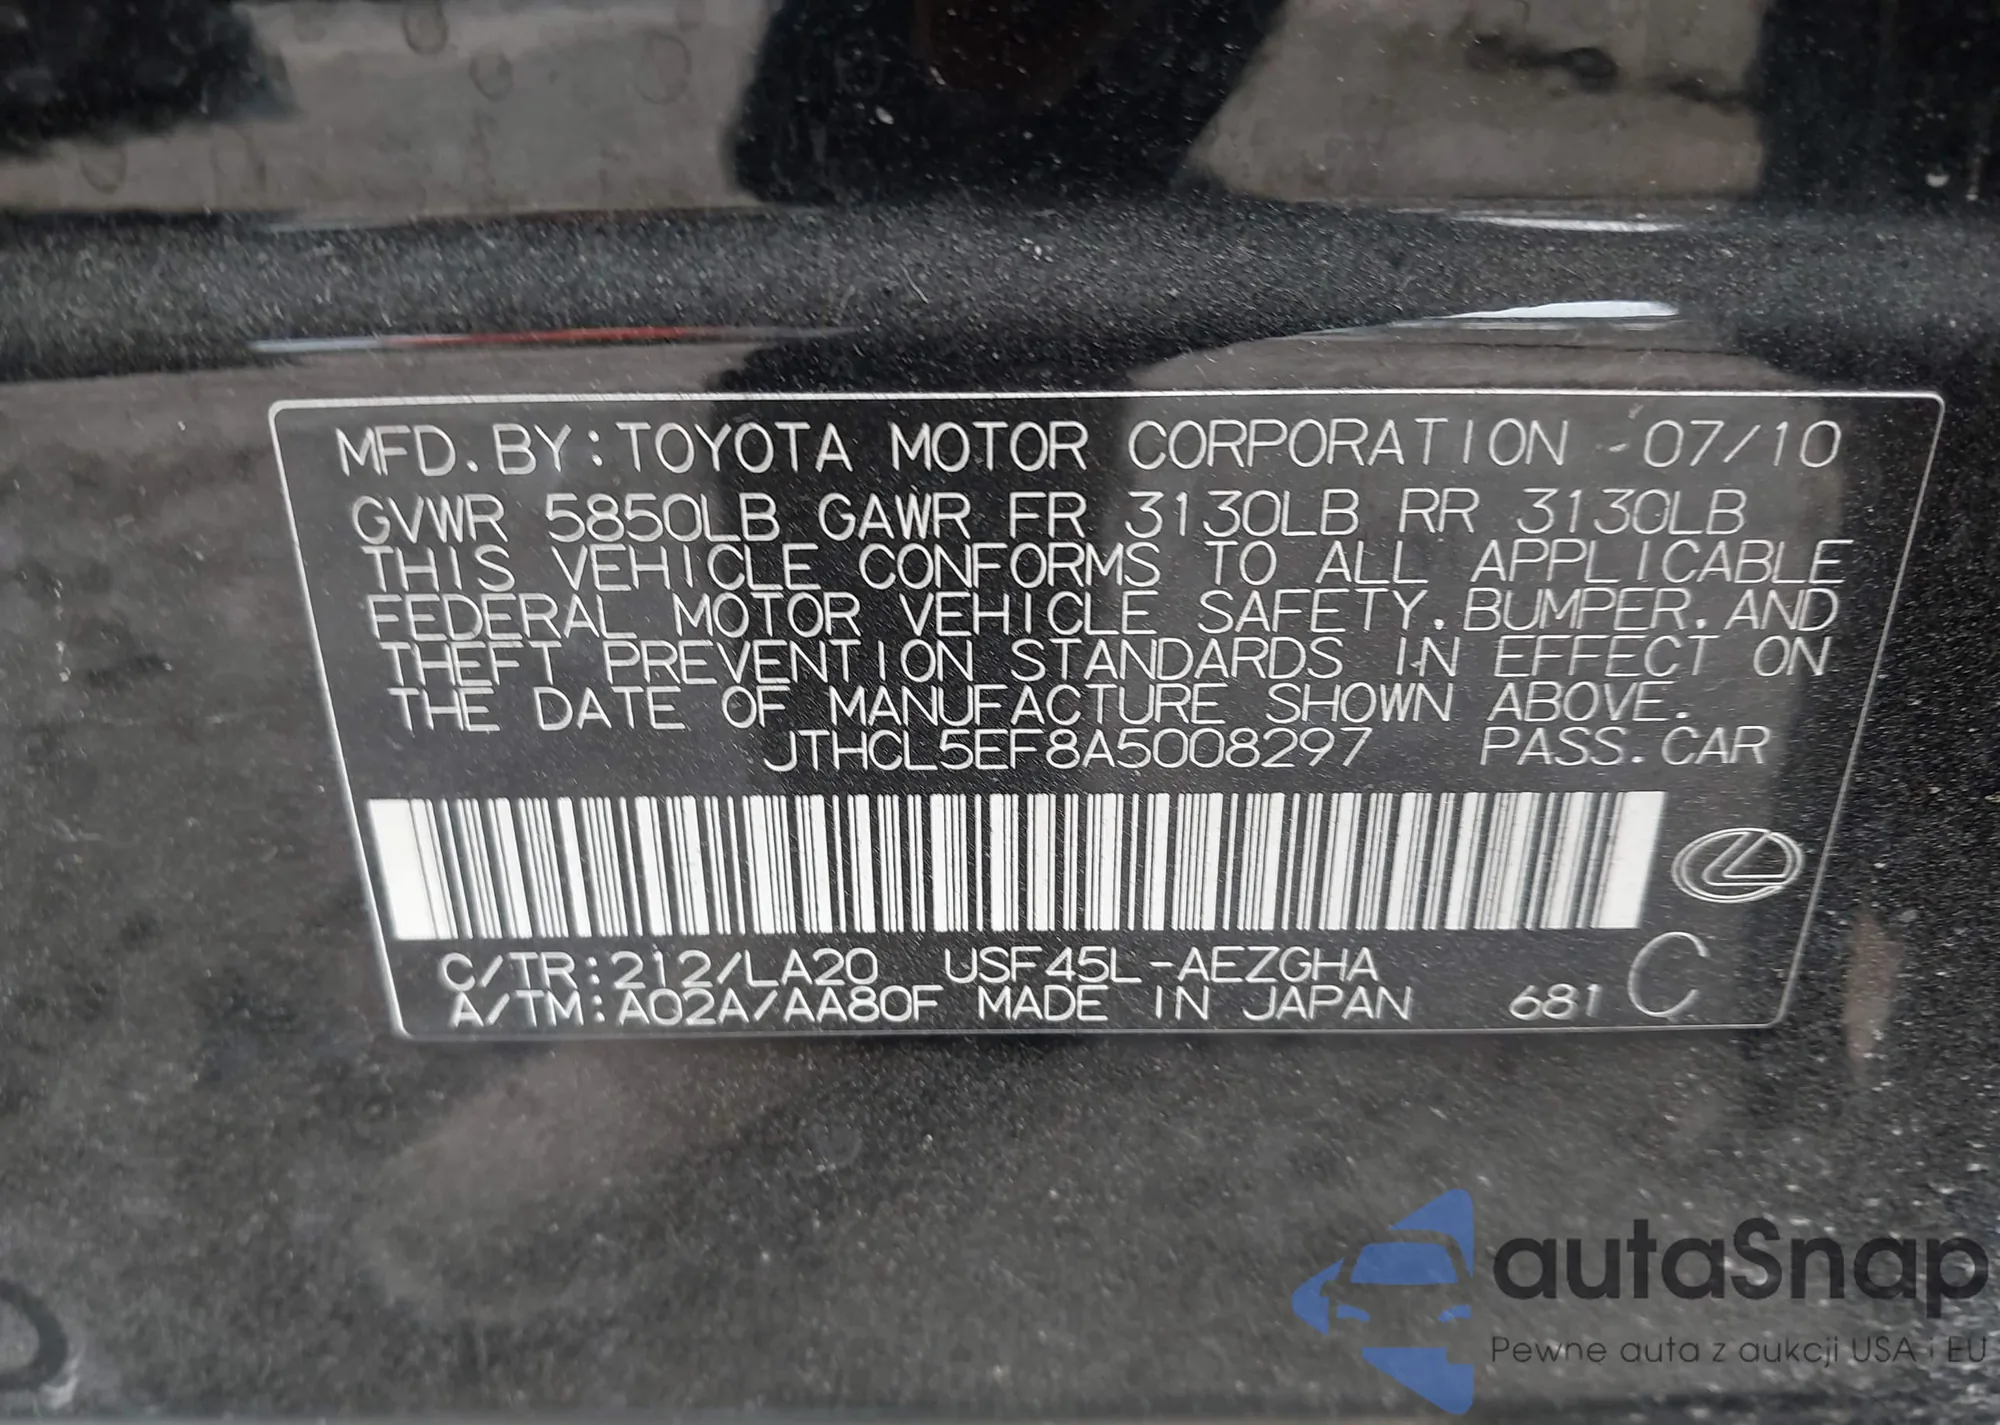 MFD. BY: TOYOTA MOTOR CORPORATION 07/10
GVWR 5850LB GAWR FR 3130LB RR 3130LB
THIS VEHICLE CONFORMS TO ALL APPLICABLE
FEDERAL MOTOR VEHICLE SAFETY, BUMPER, AND
THEFT PREVENTION STANDARDS IN EFFECT ON
THE DATE OF MANUFACTURE SHOWN ABOVE.
JTHCL5EF8A5008297 PASS. CAR
C/TR: 212/LA20 USF45L-AEZGHA
A/TM: A02A/AA80F MADE IN JAPAN 681 C
autaSnap
Pewne auta z aukcji USA i EU